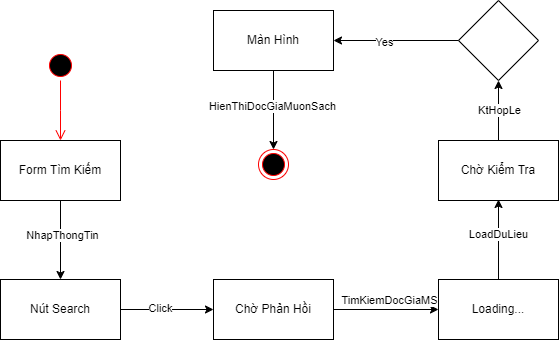 Mản Hình
Yes
HienThiDocGiaMuonSach
KtHopLe
Form Tìm Kiếm
Chờ Kiểm Tra
NhapThongTin
LoadDuLieu
Nút Search
Click
Chờ Phản Hồi
TimKiemDocGiaMS
Loading...